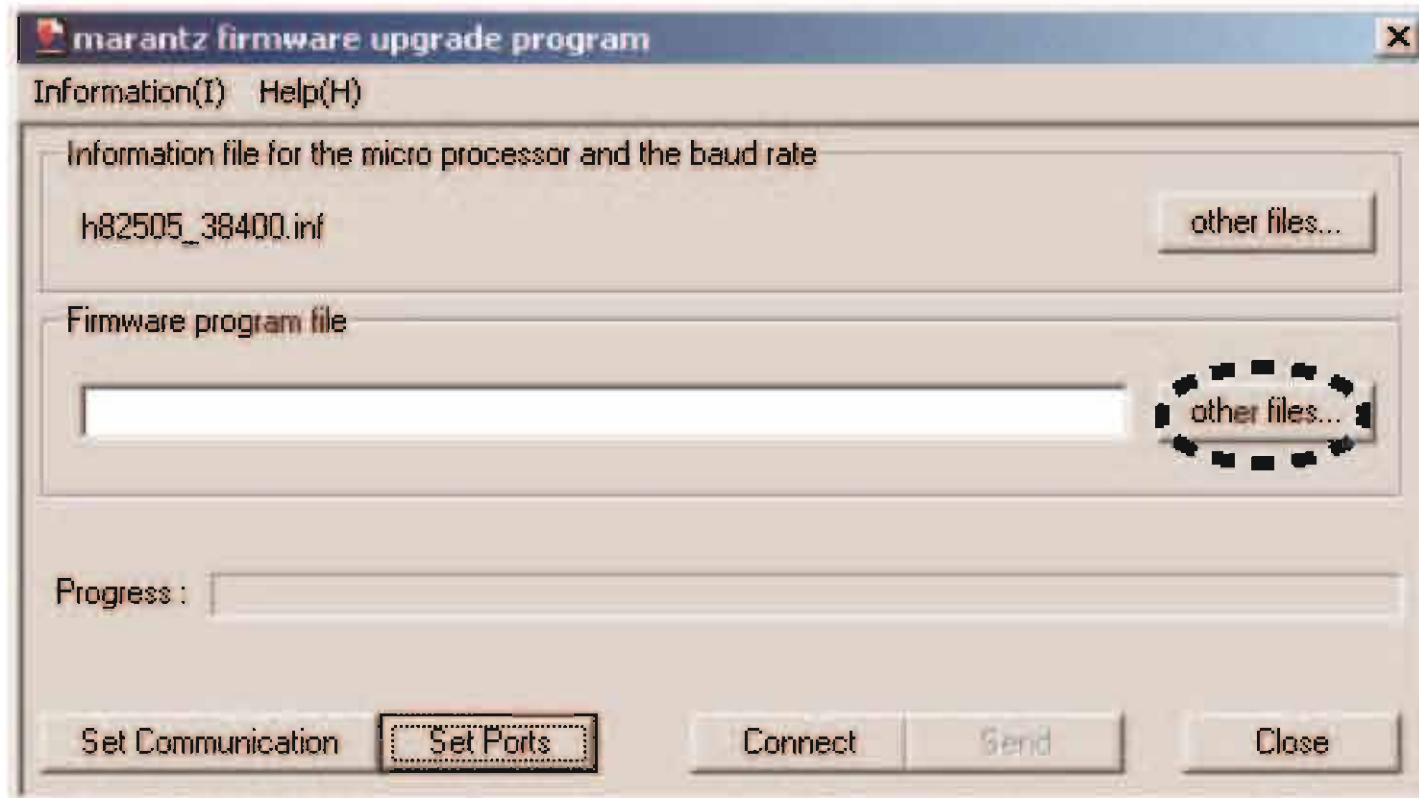 marantz firmware upgrade program
Information(I) Help(H)
Information file for the micro processor and the baud rate
h82505_38400.inf other files...
Firmware program file
other files...
Progress :
Set Communication Set Ports Connect Send Close